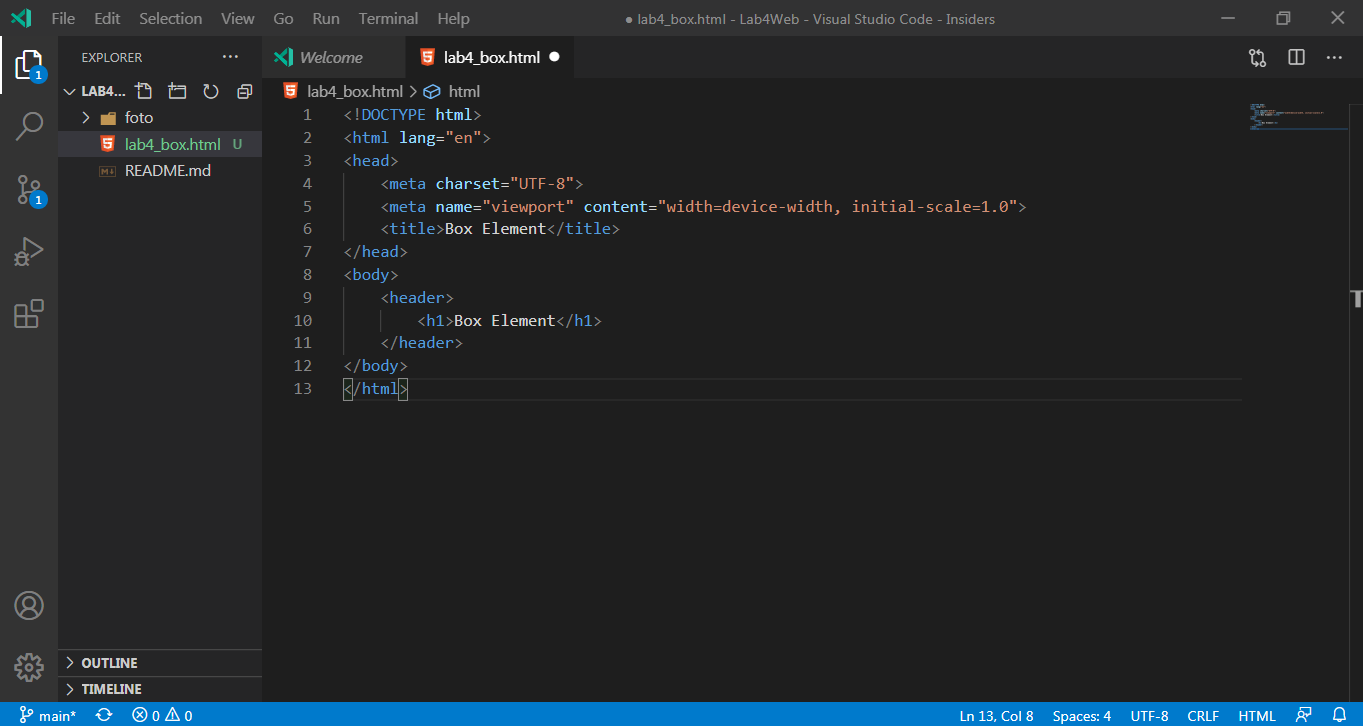 File Edit Selection View Go Run Terminal Help ● lab4_box.html - Lab4Web - Visual Studio Code - Insiders
EXPLORER ···
Welcome
lab4_box.html ●
LAB4...
foto
lab4_box.html U
README.md
lab4_box.html > html
1 <!DOCTYPE html>
2 <html lang="en">
3 <head>
4     <meta charset="UTF-8">
5     <meta name="viewport" content="width=device-width, initial-scale=1.0">
6     <title>Box Element</title>
7 </head>
8 <body>
9     <header>
10         <h1>Box Element</h1>
11     </header>
12 </body>
13 </html>
1
1
OUTLINE
TIMELINE
main* 0 0 Ln 13, Col 8 Spaces: 4 UTF-8 CRLF HTML